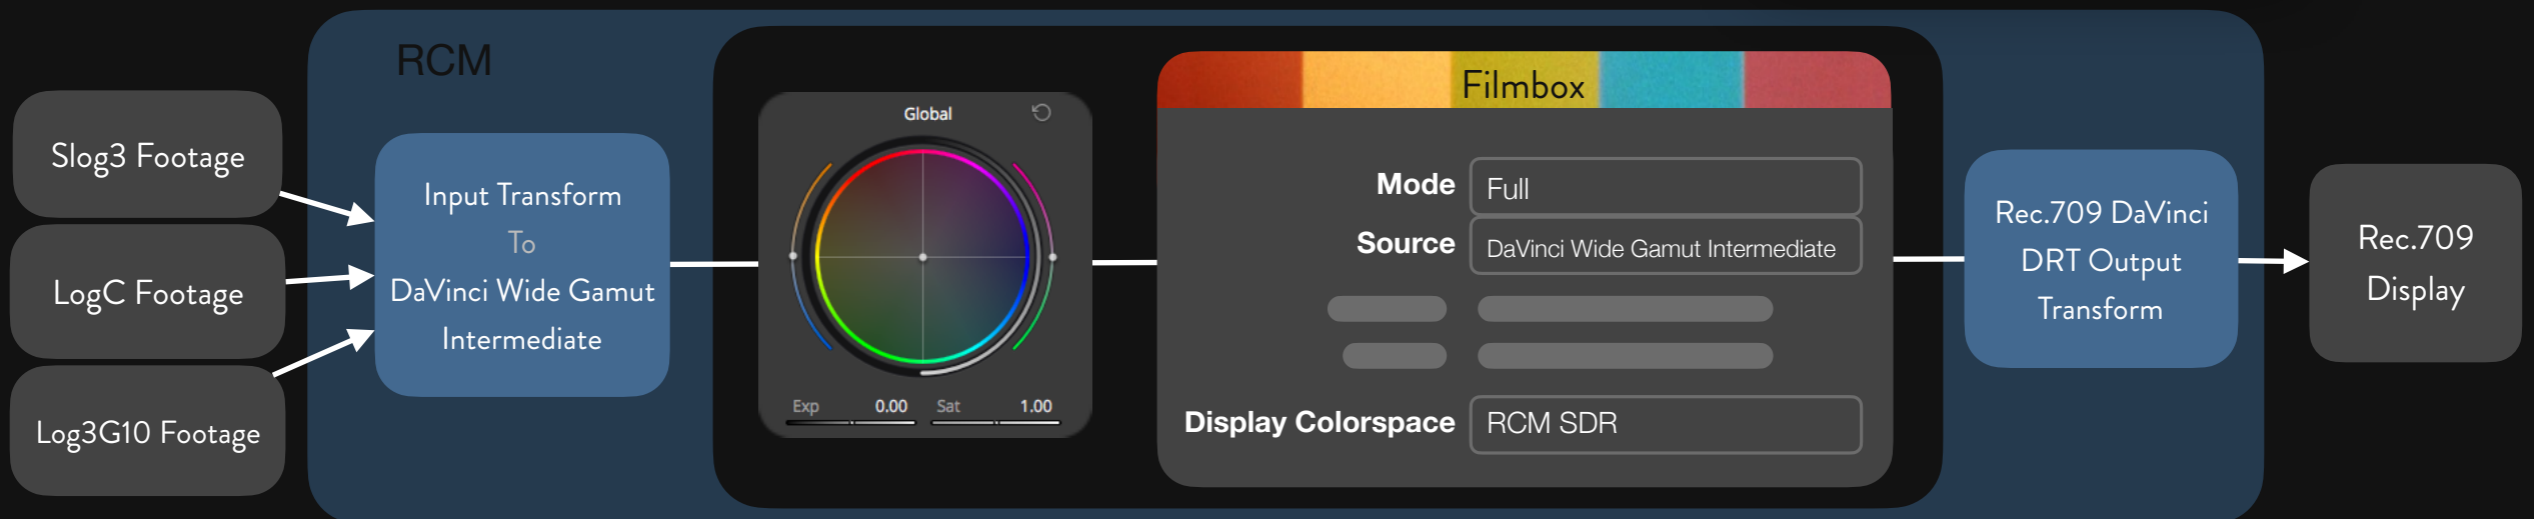 RCM
Slog3 Footage
LogC Footage
Log3G10 Footage
Input Transform
To
DaVinci Wide Gamut
Intermediate
Global
Exp 0.00 Sat 1.00
Filmbox
Mode Full
Source DaVinci Wide Gamut Intermediate
Display Colorspace RCM SDR
Rec.709 DaVinci
DRT Output
Transform
Rec.709
Display